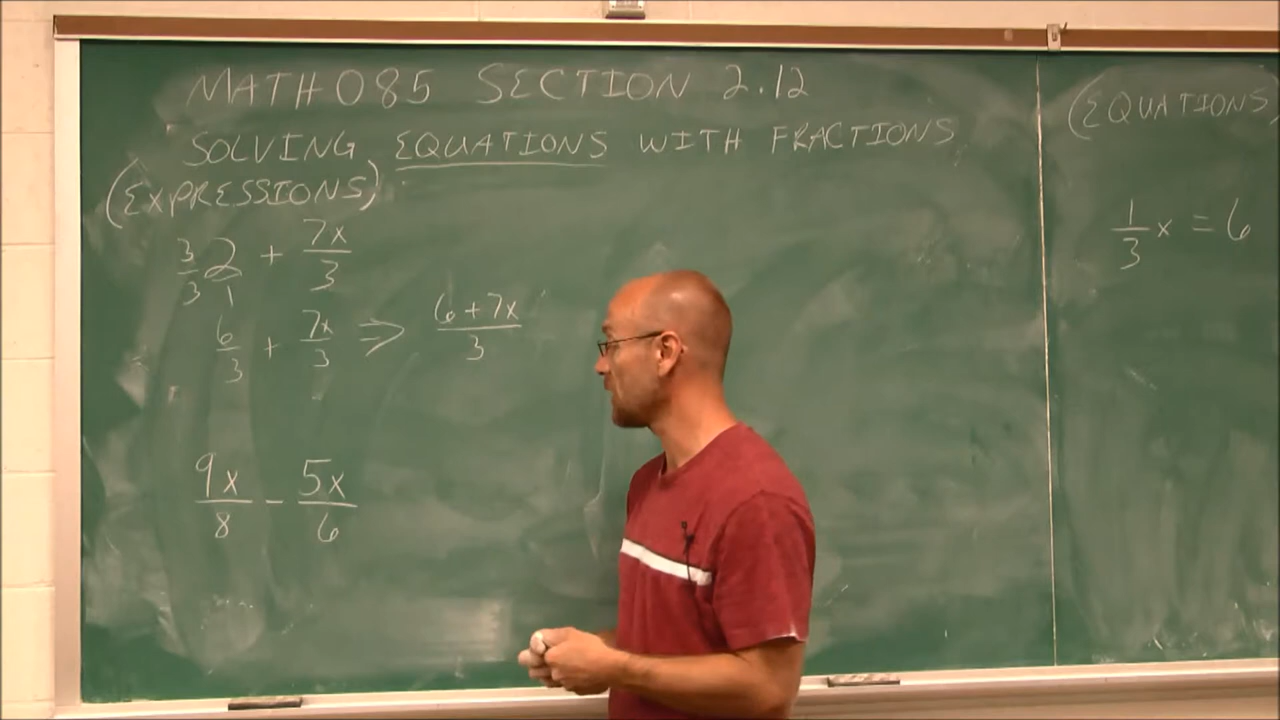 MATH 085 SECTION 2.12
SOLVING EQUATIONS WITH FRACTIONS
(EXPRESSIONS)
3/3 2/1 + 7x/3
6/3 + 7x/3 ⇒ (6+7x)/3
9x/8 - 5x/6
(EQUATIONS)
1/3 x = 6